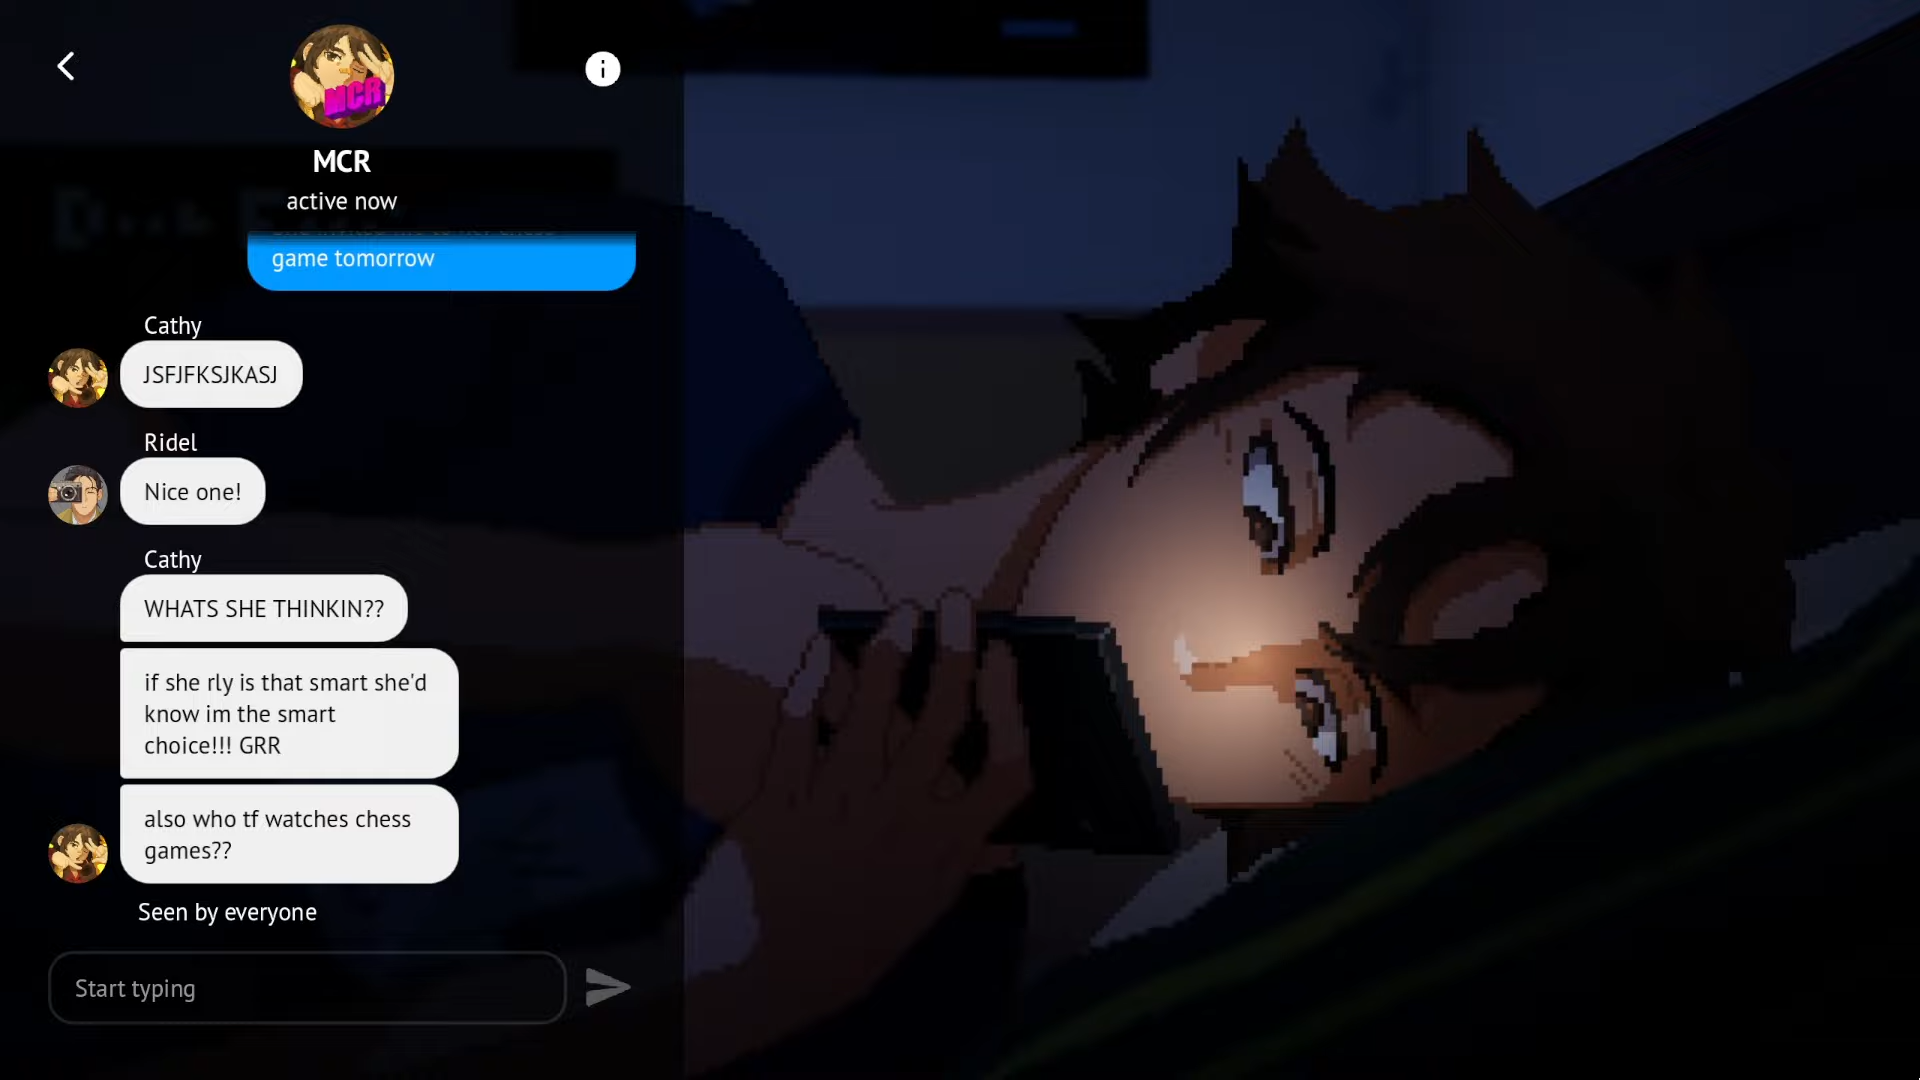 MCR
MCR
active now
game tomorrow
Cathy
JSFJFKSJKASJ
Ridel
Nice one!
Cathy
WHATS SHE THINKIN??
if she rly is that smart she'd
know im the smart
choice!!! GRR
also who tf watches chess
games??
Seen by everyone
Start typing